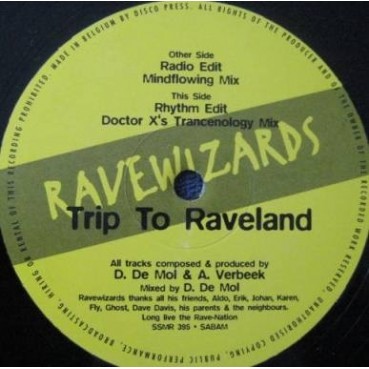 MADE IN BELGIUM BY DISCO PRESS. ALL RIGHTS OF THE PRODUCER AND OF THE OWNER OF THE RECORDED WORK RESERVED. UNAUTHORISED COPYING, PUBLIC PERFORMANCE, BROADCASTING, HIRING OR RENTAL OF THIS RECORDING PROHIBITED.
Other Side
Radio Edit
Mindflowing Mix
This Side
Rhythm Edit
Doctor X's Trancenology Mix
RAVEWIZARDS
Trip To Raveland
All tracks composed & produced by
D. De Mol & A. Verbeek
Mixed by D. De Mol
Ravewizards thanks all his friends, Aldo, Erik, Johan, Karen,
Fly, Ghost, Dave Davis, his parents & the neighbours.
Long live the Rave-Nation
SSMR 395 • SABAM